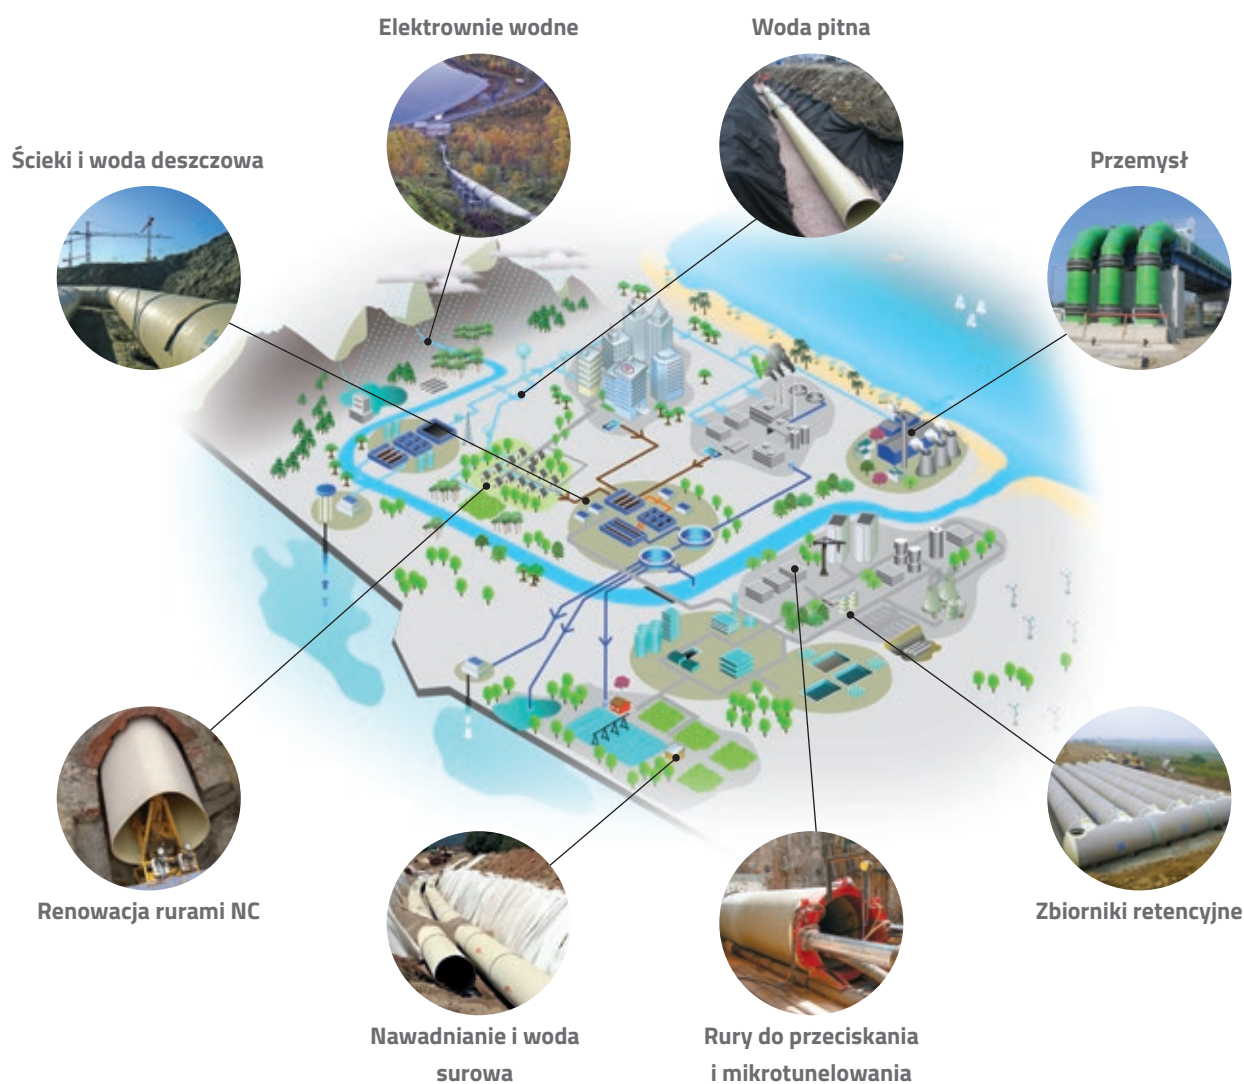 Elektrownie wodne
Woda pitna
Ścieki i woda deszczowa
Przemysł
Renowacja rurami NC
Zbiorniki retencyjne
Nawadnianie i woda
surowa
Rury do przeciskania
i mikrotunelowania